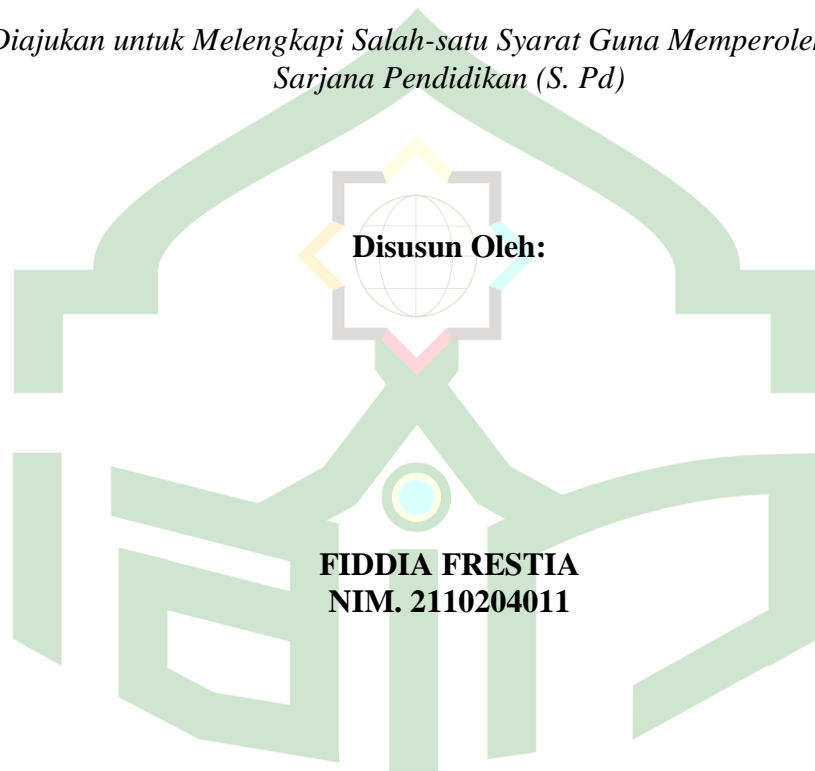 Diajukan untuk Melengkapi Salah-satu Syarat Guna Memperoleh
Sarjana Pendidikan (S. Pd)
Disusun Oleh:
FIDDIA FRESTIA
NIM. 2110204011